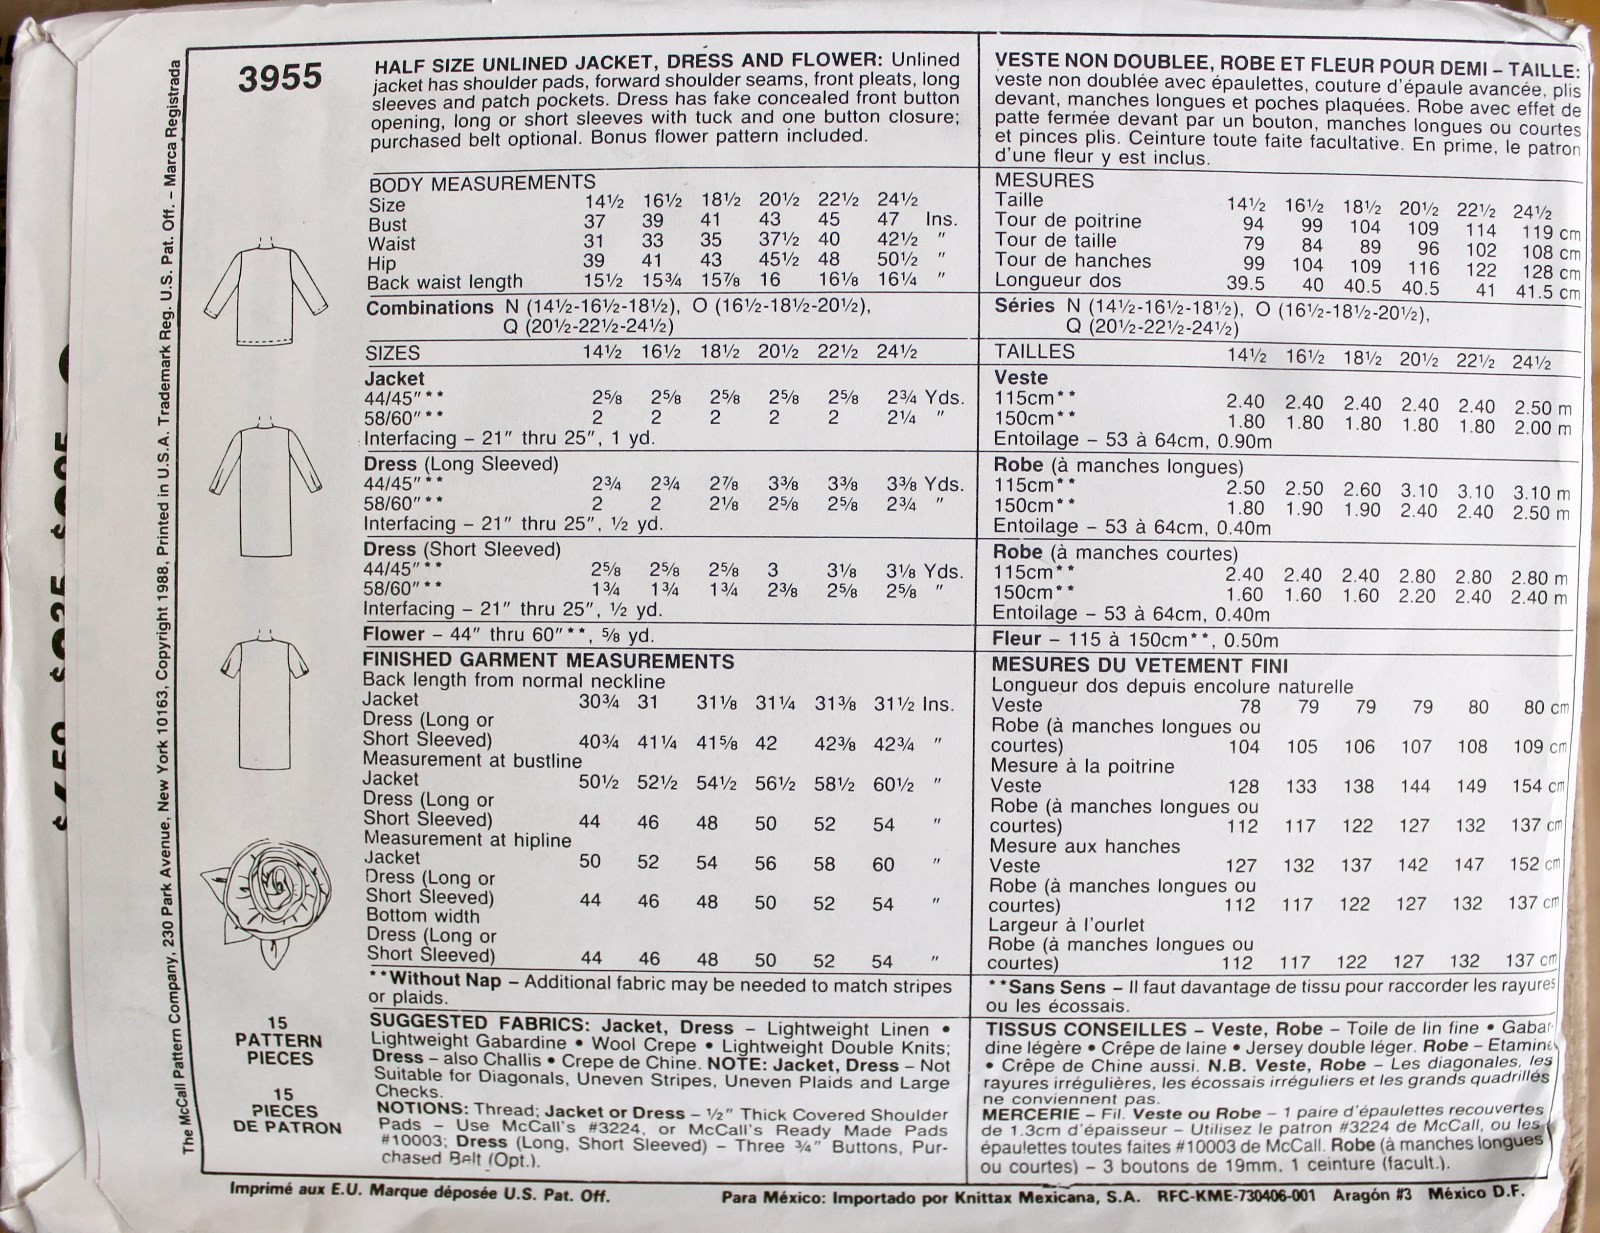 3955
The McCall Pattern Company, 230 Park Avenue, New York 10163, Copyright 1988, Printed in U.S.A. Trademark Reg. U.S. Pat. Off. – Marca Registrada
HALF SIZE UNLINED JACKET, DRESS AND FLOWER: Unlined
jacket has shoulder pads, forward shoulder seams, front pleats, long
sleeves and patch pockets. Dress has fake concealed front button
opening, long or short sleeves with tuck and one button closure;
purchased belt optional. Bonus flower pattern included.
BODY MEASUREMENTS
Size 14½ 16½ 18½ 20½ 22½ 24½
Bust 37 39 41 43 45 47 Ins.
Waist 31 33 35 37½ 40 42½ "
Hip 39 41 43 45½ 48 50½ "
Back waist length 15½ 15¾ 15⅞ 16 16⅛ 16¼ "
Combinations N (14½-16½-18½), O (16½-18½-20½),
Q (20½-22½-24½)
SIZES 14½ 16½ 18½ 20½ 22½ 24½
Jacket
44/45"** 2⅝ 2⅝ 2⅝ 2⅝ 2⅝ 2¾ Yds.
58/60"** 2 2 2 2 2 2¼ "
Interfacing – 21" thru 25", 1 yd.
Dress (Long Sleeved)
44/45"** 2¾ 2¾ 2⅞ 3⅜ 3⅜ 3⅜ Yds.
58/60"** 2 2 2⅛ 2⅝ 2⅝ 2¾ "
Interfacing – 21" thru 25", ½ yd.
Dress (Short Sleeved)
44/45"** 2⅝ 2⅝ 2⅝ 3 3⅛ 3⅛ Yds.
58/60"** 1¾ 1¾ 1¾ 2⅜ 2⅝ 2⅝ "
Interfacing – 21" thru 25", ½ yd.
Flower – 44" thru 60"**, ⅝ yd.
FINISHED GARMENT MEASUREMENTS
Back length from normal neckline
Jacket 30¾ 31 31⅛ 31¼ 31⅜ 31½ Ins.
Dress (Long or
Short Sleeved) 40¾ 41¼ 41⅝ 42 42⅜ 42¾ "
Measurement at bustline
Jacket 50½ 52½ 54½ 56½ 58½ 60½ "
Dress (Long or
Short Sleeved) 44 46 48 50 52 54 "
Measurement at hipline
Jacket 50 52 54 56 58 60 "
Dress (Long or
Short Sleeved) 44 46 48 50 52 54 "
Bottom width
Dress (Long or
Short Sleeved) 44 46 48 50 52 54 "
**Without Nap – Additional fabric may be needed to match stripes
or plaids.
SUGGESTED FABRICS: Jacket, Dress – Lightweight Linen •
Lightweight Gabardine • Wool Crepe • Lightweight Double Knits;
Dress – also Challis • Crepe de Chine. NOTE: Jacket, Dress – Not
Suitable for Diagonals, Uneven Stripes, Uneven Plaids and Large
Checks.
NOTIONS: Thread; Jacket or Dress – ½" Thick Covered Shoulder
Pads – Use McCall's #3224, or McCall's Ready Made Pads
#10003; Dress (Long, Short Sleeved) – Three ¾" Buttons, Pur-
chased Belt (Opt.).
VESTE NON DOUBLEE, ROBE ET FLEUR POUR DEMI – TAILLE:
veste non doublée avec épaulettes, couture d'épaule avancée, plis
devant, manches longues et poches plaquées. Robe avec effet de
patte fermée devant par un bouton, manches longues ou courtes
et pinces plis. Ceinture toute faite facultative. En prime, le patron
d'une fleur y est inclus.
MESURES
Taille 14½ 16½ 18½ 20½ 22½ 24½
Tour de poitrine 94 99 104 109 114 119 cm
Tour de taille 79 84 89 96 102 108 cm
Tour de hanches 99 104 109 116 122 128 cm
Longueur dos 39.5 40 40.5 40.5 41 41.5 cm
Séries N (14½-16½-18½), O (16½-18½-20½),
Q (20½-22½-24½)
TAILLES 14½ 16½ 18½ 20½ 22½ 24½
Veste
115cm** 2.40 2.40 2.40 2.40 2.40 2.50 m
150cm** 1.80 1.80 1.80 1.80 1.80 2.00 m
Entoilage – 53 à 64cm, 0.90m
Robe (à manches longues)
115cm** 2.50 2.50 2.60 3.10 3.10 3.10 m
150cm** 1.80 1.90 1.90 2.40 2.40 2.50 m
Entoilage – 53 à 64cm, 0.40m
Robe (à manches courtes)
115cm** 2.40 2.40 2.40 2.80 2.80 2.80 m
150cm** 1.60 1.60 1.60 2.20 2.40 2.40 m
Entoilage – 53 à 64cm, 0.40m
Fleur – 115 à 150cm**, 0.50m
MESURES DU VETEMENT FINI
Longueur dos depuis encolure naturelle
Veste 78 79 79 79 80 80 cm
Robe (à manches longues ou
courtes) 104 105 106 107 108 109 cm
Mesure à la poitrine
Veste 128 133 138 144 149 154 cm
Robe (à manches longues ou
courtes) 112 117 122 127 132 137 cm
Mesure aux hanches
Veste 127 132 137 142 147 152 cm
Robe (à manches longues ou
courtes) 112 117 122 127 132 137 cm
Largeur à l'ourlet
Robe (à manches longues ou
courtes) 112 117 122 127 132 137 cm
**Sans Sens – Il faut davantage de tissu pour raccorder les rayures
ou les écossais.
TISSUS CONSEILLES – Veste, Robe – Toile de lin fine • Gabar-
dine légère • Crêpe de laine • Jersey double léger. Robe – Etamine
• Crêpe de Chine aussi. N.B. Veste, Robe – Les diagonales, les
rayures irrégulières, les écossais irréguliers et les grands quadrillés
ne conviennent pas.
MERCERIE – Fil. Veste ou Robe – 1 paire d'épaulettes recouvertes
de 1.3cm d'épaisseur – Utilisez le patron #3224 de McCall, ou les
épaulettes toutes faites #10003 de McCall. Robe (à manches longues
ou courtes) – 3 boutons de 19mm, 1 ceinture (facult.).
15
PATTERN
PIECES
15
PIECES
DE PATRON
Imprimé aux E.U. Marque déposée U.S. Pat. Off.
Para México: Importado por Knittax Mexicana, S.A. RFC-KME-730406-001 Aragón #3 México D.F.